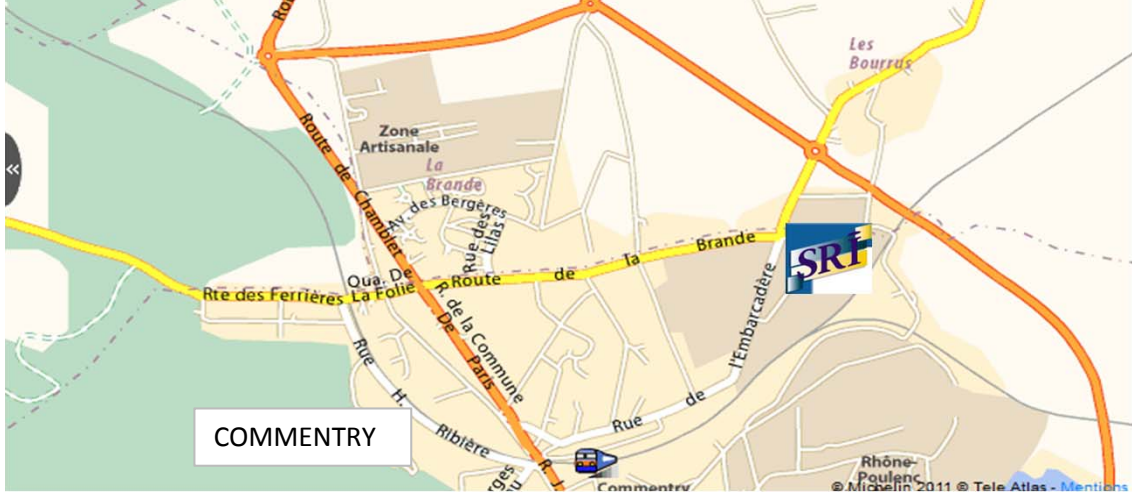 Rou
Les
Bourrus
Route de Chamblet
Zone
Artisanale
La
Brande
«
Av. des Bergères
Rue des
Lilas
Route de la Brande
SRI
Qua. De
La Folie
Rte des Ferrières
R. de la Commune
De Paris
Rue de l'Embarcadère
Rue H. Ribière
COMMENTRY
R. J.
Commentry
Rhône-
Poulenc
© Michelin 2011 © Tele Atlas - Mentions